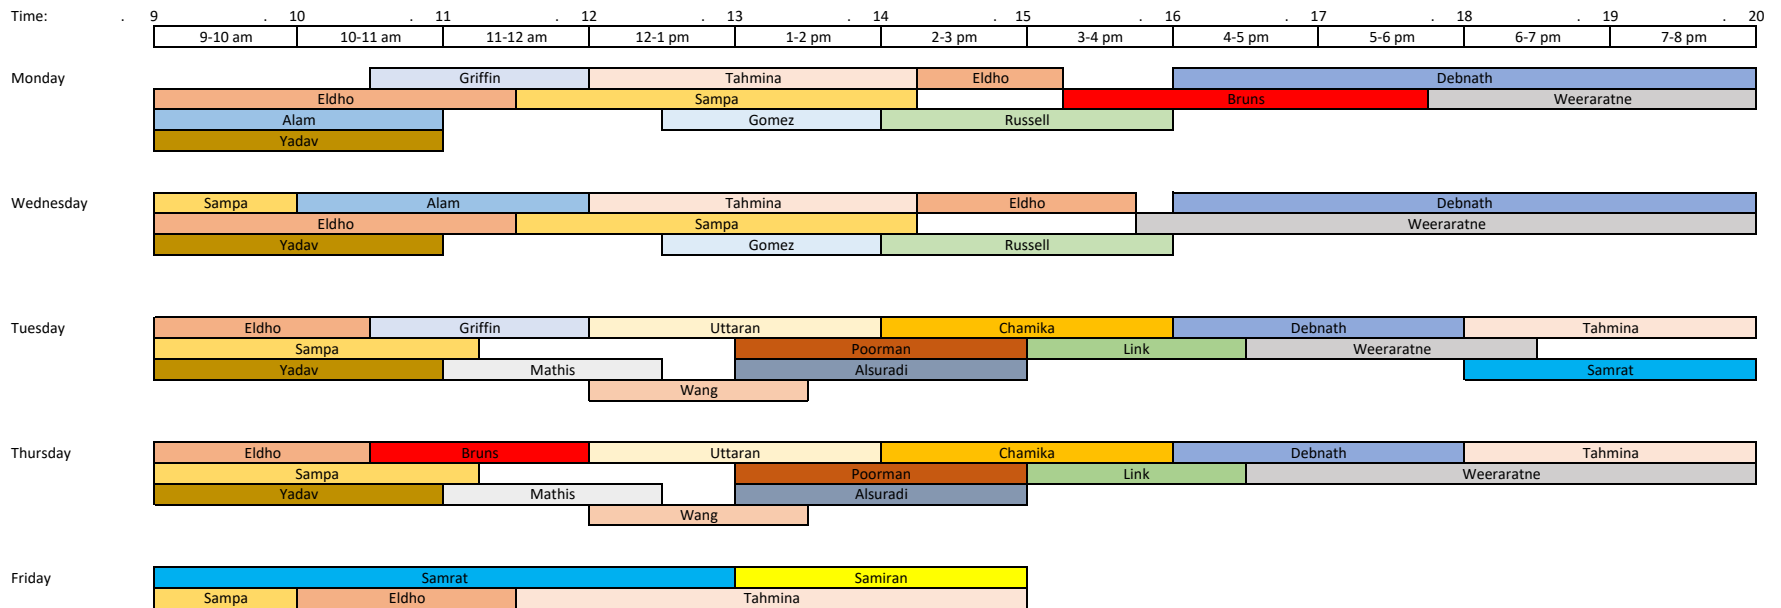 Time: . 9 . 10 . 11 . 12 . 13 . 14 . 15 . 16 . 17 . 18 . 19 . 20
9-10 am 10-11 am 11-12 am 12-1 pm 1-2 pm 2-3 pm 3-4 pm 4-5 pm 5-6 pm 6-7 pm 7-8 pm
Monday Griffin Tahmina Eldho Debnath
Eldho Sampa Bruns Weeraratne
Alam Gomez Russell
Yadav
Wednesday Sampa Alam Tahmina Eldho Debnath
Eldho Sampa Weeraratne
Yadav Gomez Russell
Tuesday Eldho Griffin Uttaran Chamika Debnath Tahmina
Sampa Poorman Link Weeraratne
Yadav Mathis Alsuradi Samrat
Wang
Thursday Eldho Bruns Uttaran Chamika Debnath Tahmina
Sampa Poorman Link Weeraratne
Yadav Mathis Alsuradi
Wang
Friday Samrat Samiran
Sampa Eldho Tahmina